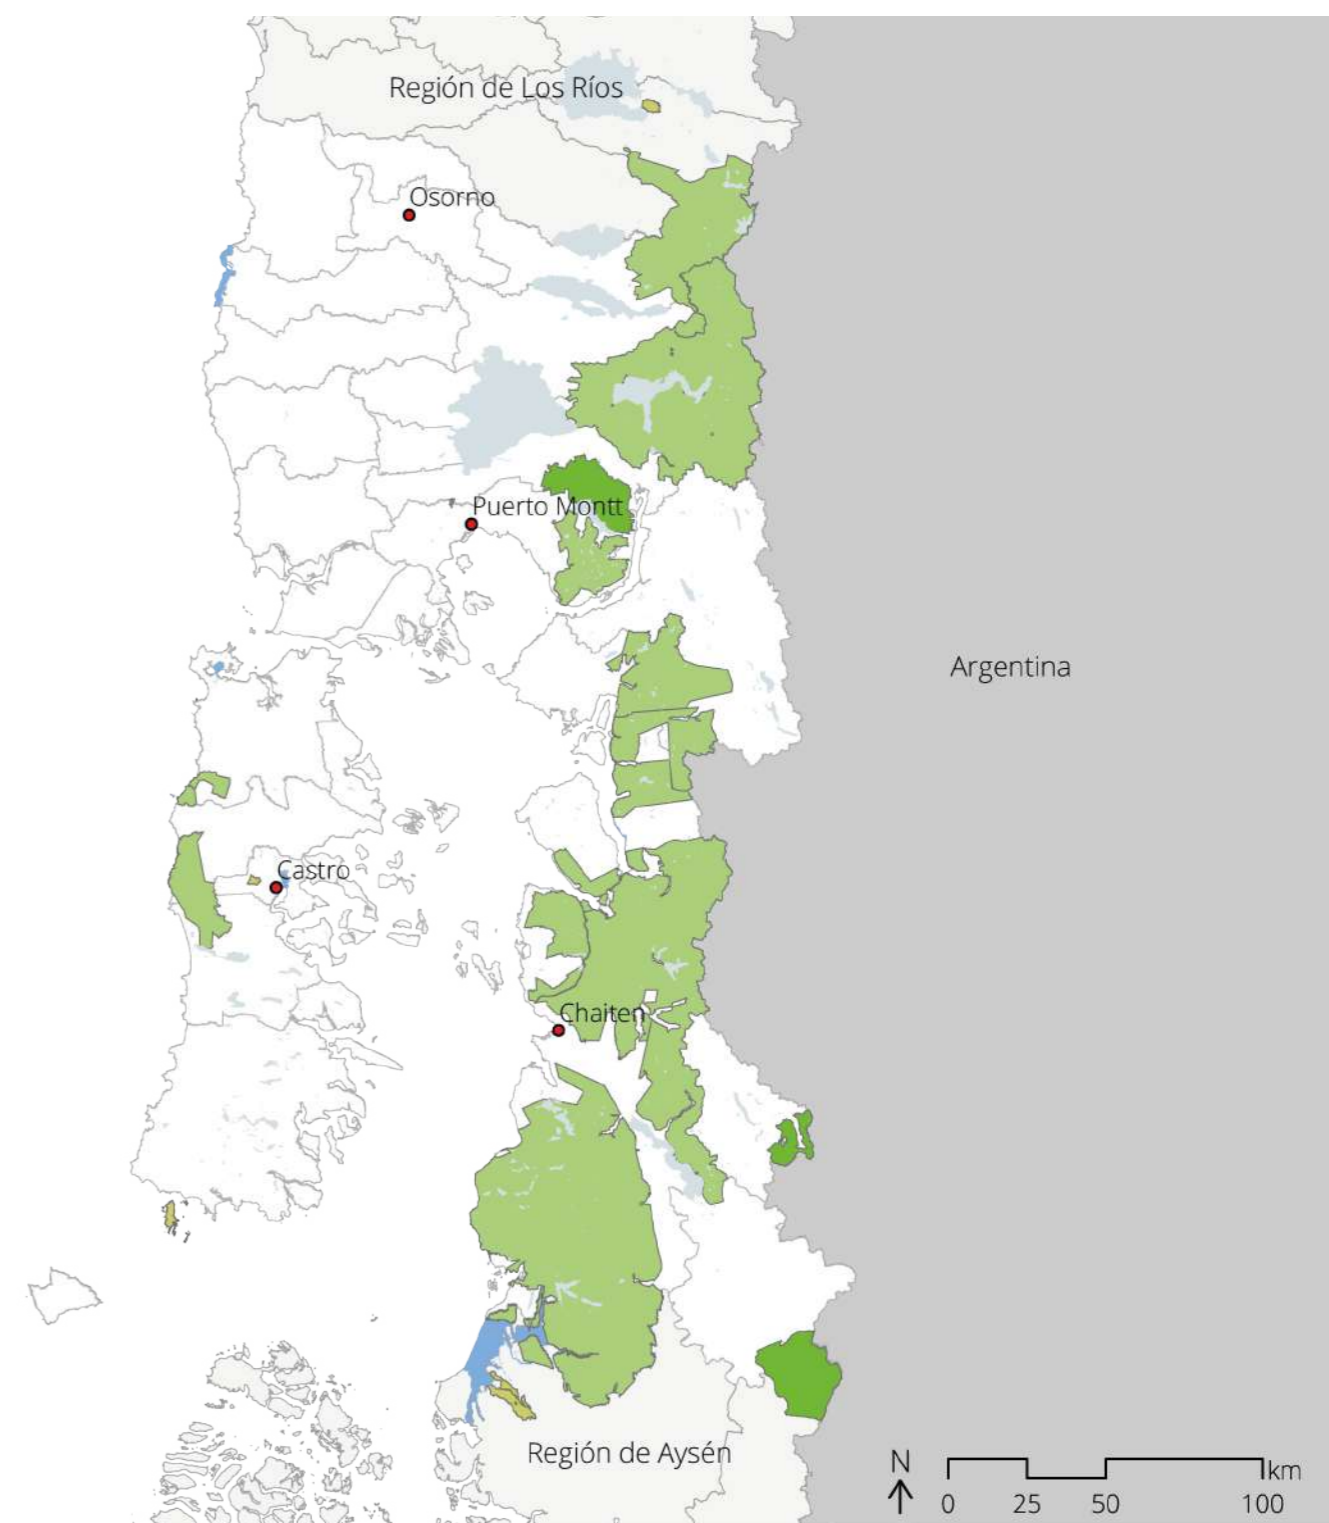 Región de Los Ríos
Osorno
Puerto Montt
Argentina
Castro
Chaiten
Región de Aysén
N
km
0 25 50 100